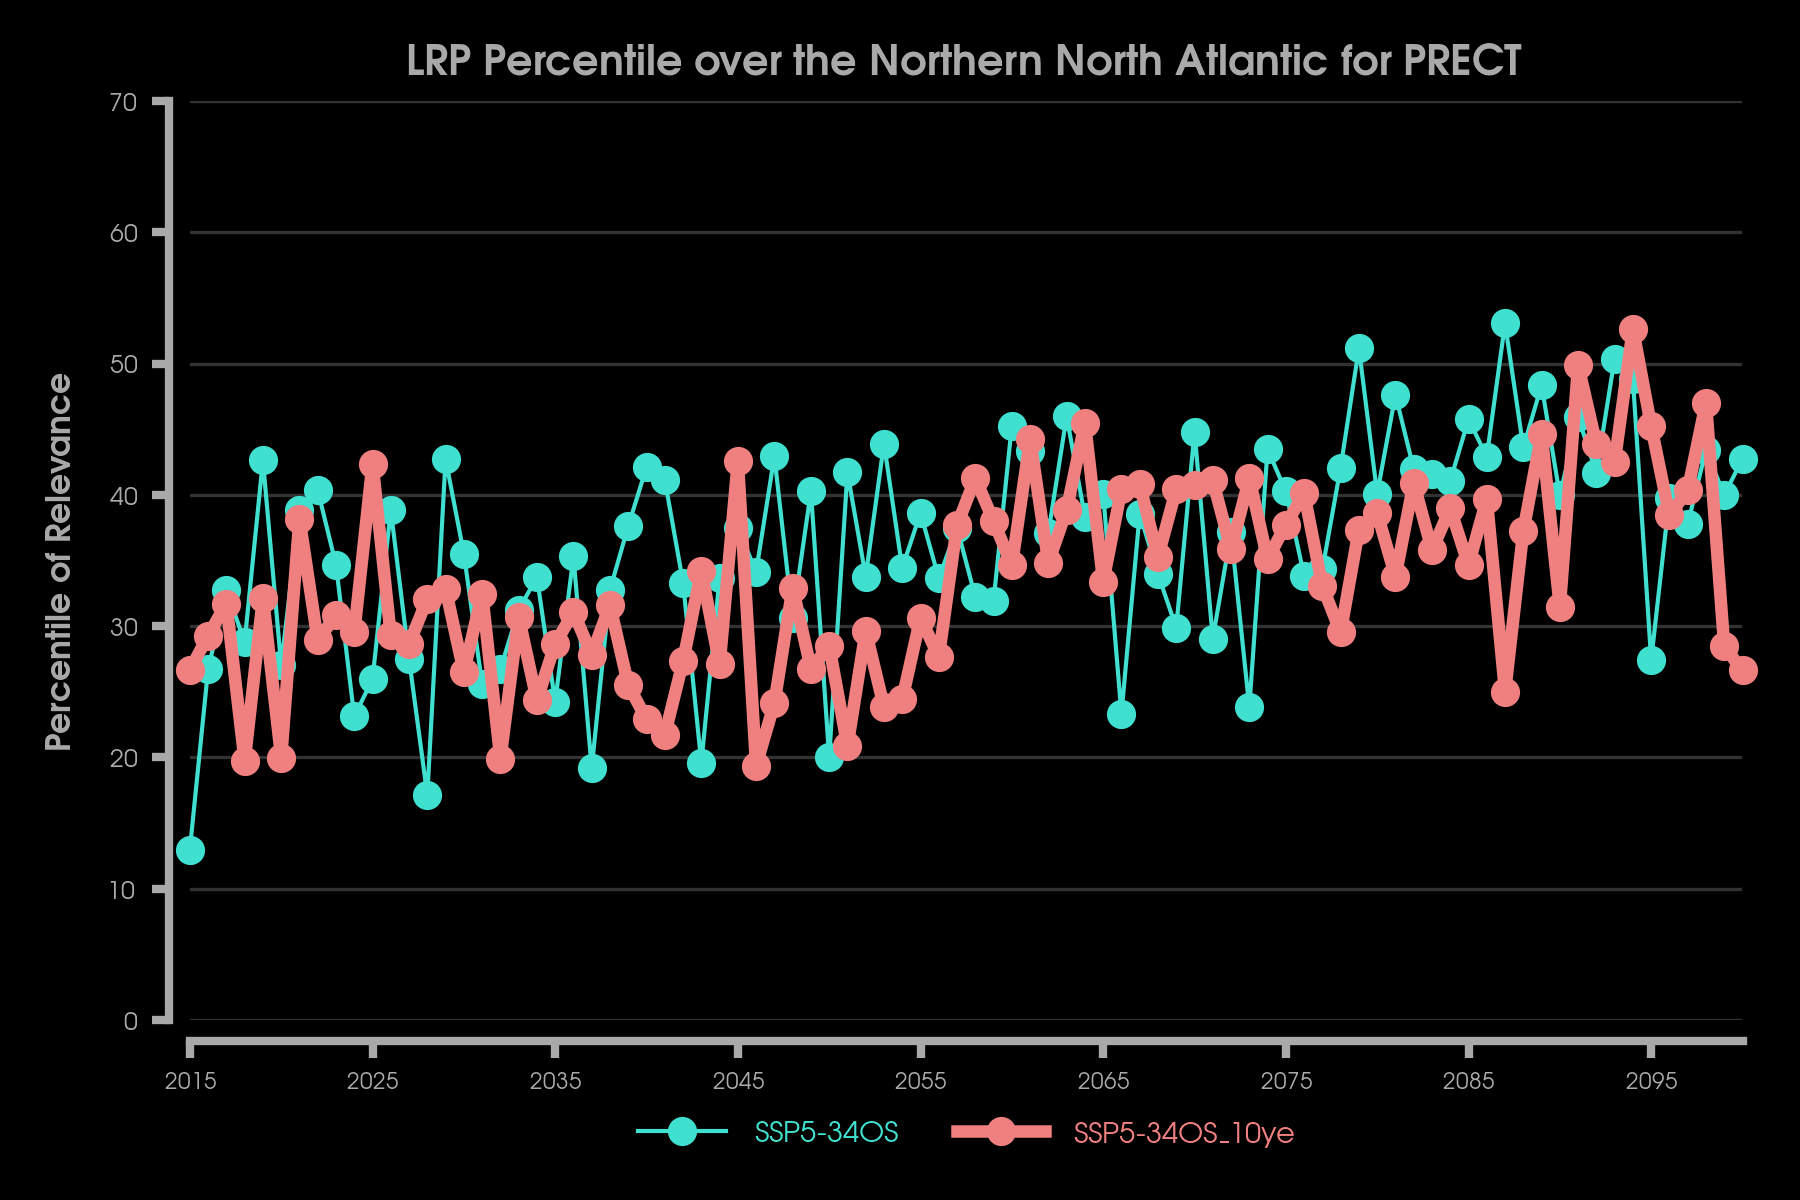 LRP Percentile over the Northern North Atlantic for PRECT
Percentile of Relevance
70
60
50
40
30
20
10
0
2015 2025 2035 2045 2055 2065 2075 2085 2095
SSP5-34OS SSP5-34OS_10ye